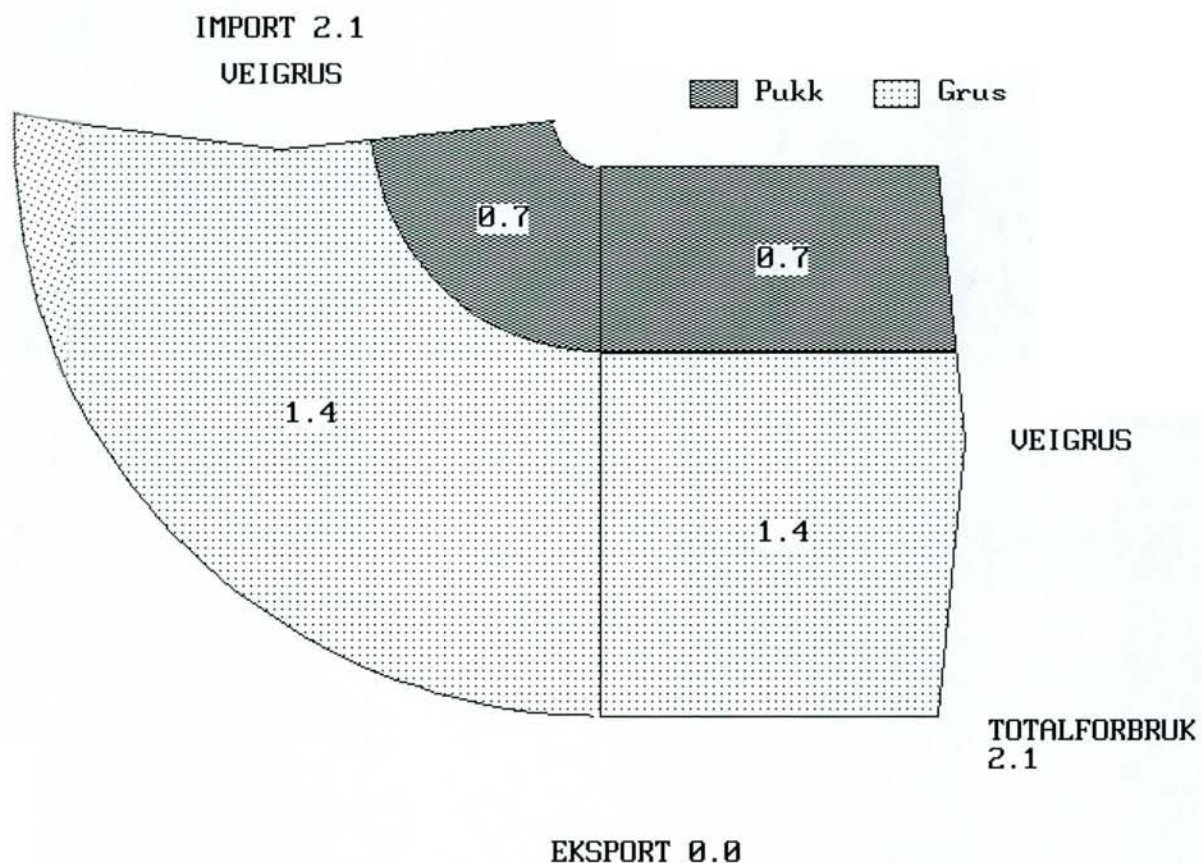 IMPORT 2.1
VEIGRUS
Pukk Grus
0.7
0.7
1.4
VEIGRUS
1.4
TOTALFORBRUK
2.1
EKSPORT 0.0